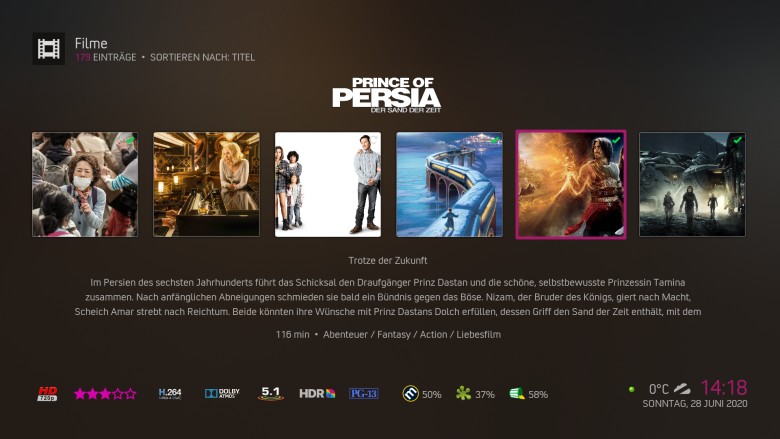 Filme
179 EINTRÄGE • SORTIEREN NACH: TITEL
PRINCE OF
PERSIA
DER SAND DER ZEIT
Trotze der Zukunft
Im Persien des sechsten Jahrhunderts führt das Schicksal den Draufgänger Prinz Dastan und die schöne, selbstbewusste Prinzessin Tamina
zusammen. Nach anfänglichen Abneigungen schmieden sie bald ein Bündnis gegen das Böse. Nizam, der Bruder des Königs, giert nach Macht,
Scheich Amar strebt nach Reichtum. Beide könnten ihre Wünsche mit Prinz Dastans Dolch erfüllen, dessen Griff den Sand der Zeit enthält, mit dem
116 min • Abenteuer / Fantasy / Action / Liebesfilm
HD 720p H.264 DOLBY ATMOS 5.1 HDR PG-13 50% 37% 58% 0°C 14:18
SONNTAG, 28 JUNI 2020